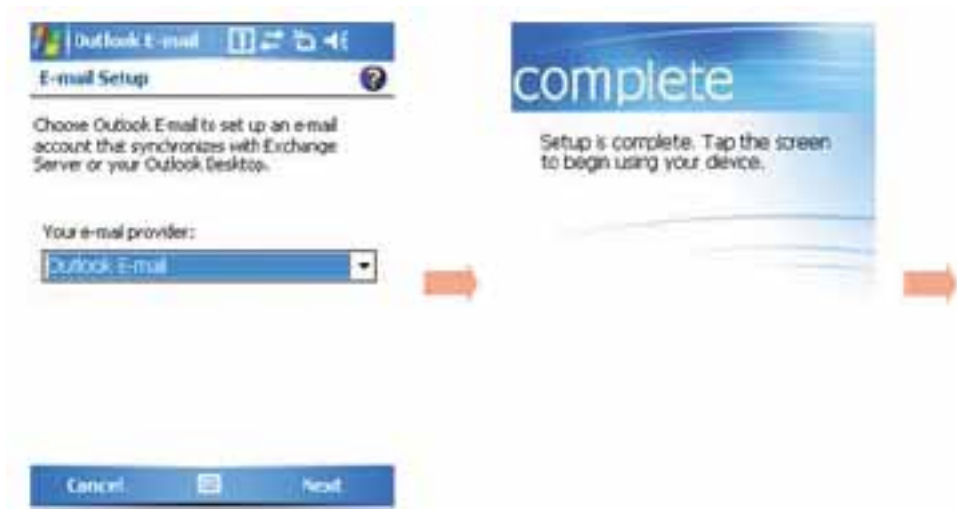 Outlook E-mail
E-mail Setup
Choose Outlook E-mail to set up an e-mail
account that synchronizes with Exchange
Server or your Outlook Desktop.
Your e-mail provider:
Outlook E-mail
Cancel
Next
complete
Setup is complete. Tap the screen
to begin using your device.